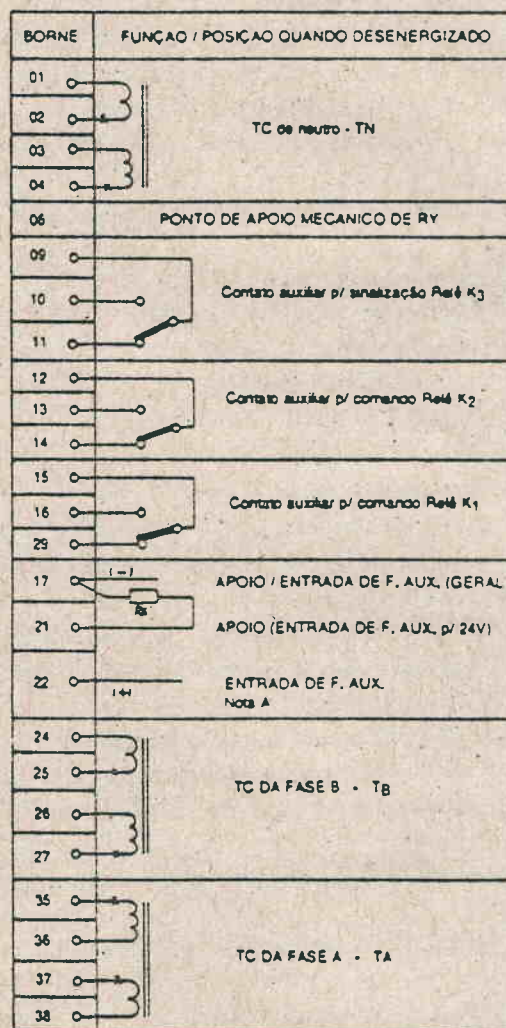 BORNE FUNÇAO / POSIÇAO QUANDO DESENERGIZADO
01
02
03
04
TC de neutro - TN
06 PONTO DE APOIO MECANICO DE RY
09
10
11
Contato auxiliar p/ sinalização Relê K3
12
13
14
Contato auxiliar p/ comando Relê K2
15
16
29
Contato auxiliar p/ comando Relê K1
17 (-) APOIO / ENTRADA DE F. AUX. (GERAL
21 APOIO (ENTRADA DE F. AUX. p/ 24V)
22 (+) ENTRADA DE F. AUX.
Nota A
24
25
26
27
TC DA FASE B - TB
35
36
37
38
TC DA FASE A - TA